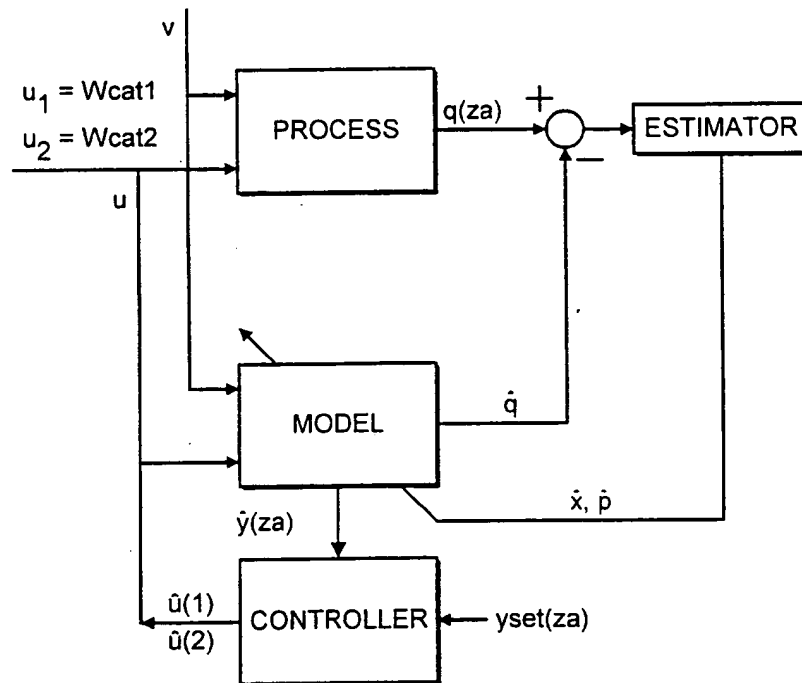 v
u1 = Wcat1
u2 = Wcat2
u
PROCESS
q(za)
+
−
ESTIMATOR
MODEL
q̂
x̂, p̂
ŷ(za)
û(1)
û(2)
CONTROLLER
yset(za)